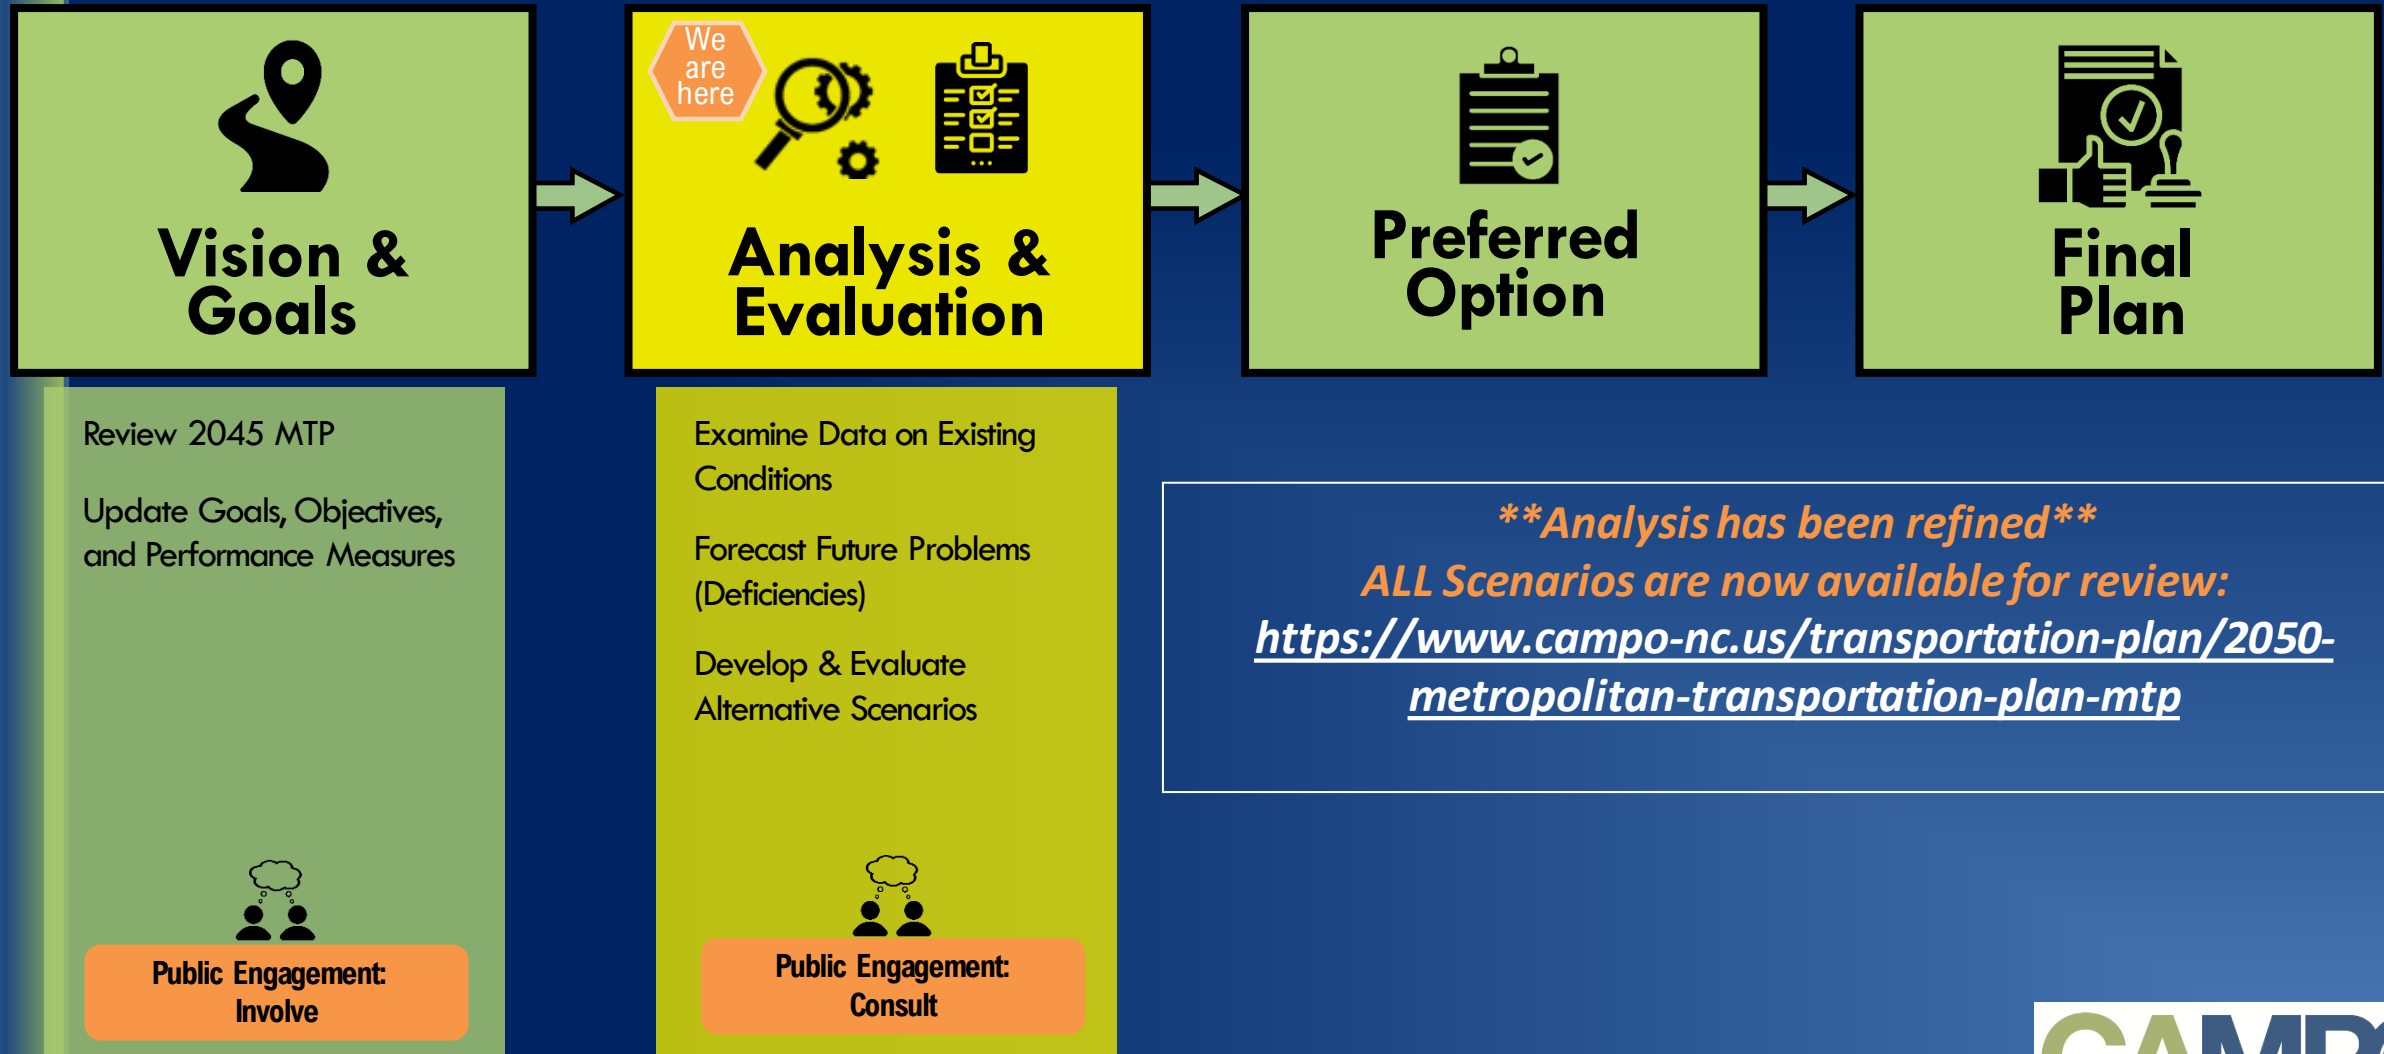 We
are
here
Vision &
Goals
Analysis &
Evaluation
Preferred
Option
Final
Plan
Review 2045 MTP
Update Goals, Objectives,
and Performance Measures
Public Engagement:
Involve
Examine Data on Existing
Conditions
Forecast Future Problems
(Deficiencies)
Develop & Evaluate
Alternative Scenarios
Public Engagement:
Consult
**Analysis has been refined**
ALL Scenarios are now available for review:
https://www.campo-nc.us/transportation-plan/2050-
metropolitan-transportation-plan-mtp
CAMPO